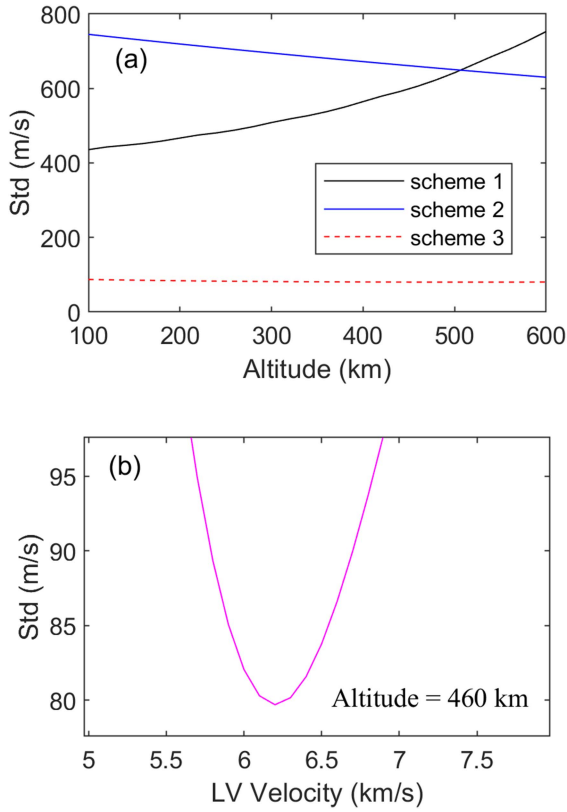 800
(a)
600
Std (m/s)
400
scheme 1
scheme 2
200
scheme 3
0
100 200 300 400 500 600
Altitude (km)
(b)
95
90
Std (m/s)
85
80
Altitude = 460 km
5 5.5 6 6.5 7 7.5
LV Velocity (km/s)